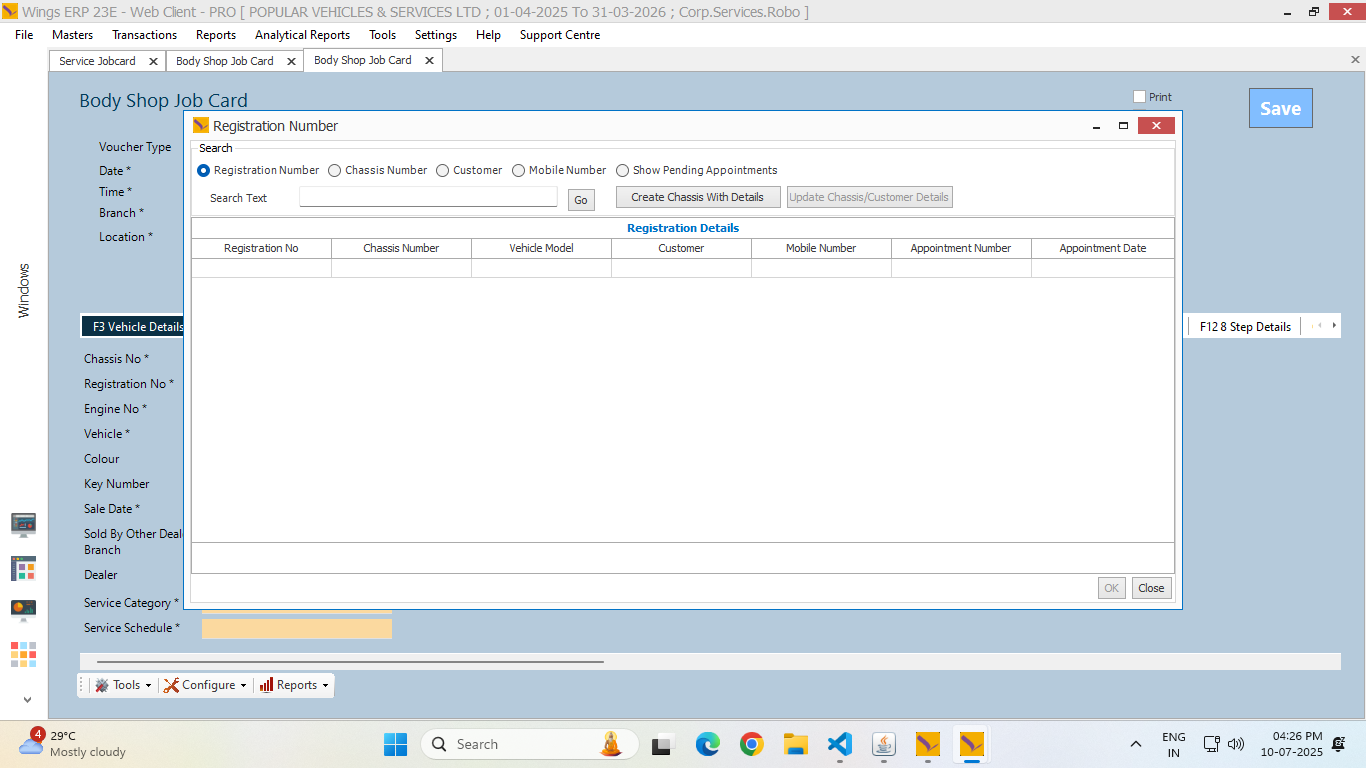 Wings ERP 23E - Web Client - PRO [ POPULAR VEHICLES & SERVICES LTD ; 01-04-2025 To 31-03-2026 ; Corp.Services.Robo ]
File Masters Transactions Reports Analytical Reports Tools Settings Help Support Centre
Service Jobcard Body Shop Job Card Body Shop Job Card
Body Shop Job Card
Print
Save
Voucher Type
Date *
Time *
Branch *
Location *
Windows
Registration Number
Search
Registration Number Chassis Number Customer Mobile Number Show Pending Appointments
Search Text Go Create Chassis With Details Update Chassis/Customer Details
Registration Details
Registration No Chassis Number Vehicle Model Customer Mobile Number Appointment Number Appointment Date
OK Close
F3 Vehicle Details
F12 8 Step Details
Chassis No *
Registration No *
Engine No *
Vehicle *
Colour
Key Number
Sale Date *
Sold By Other Deal
Branch
Dealer
Service Category *
Service Schedule *
Tools Configure Reports
4
29°C
Mostly cloudy
Search
ENG
IN
04:26 PM
10-07-2025